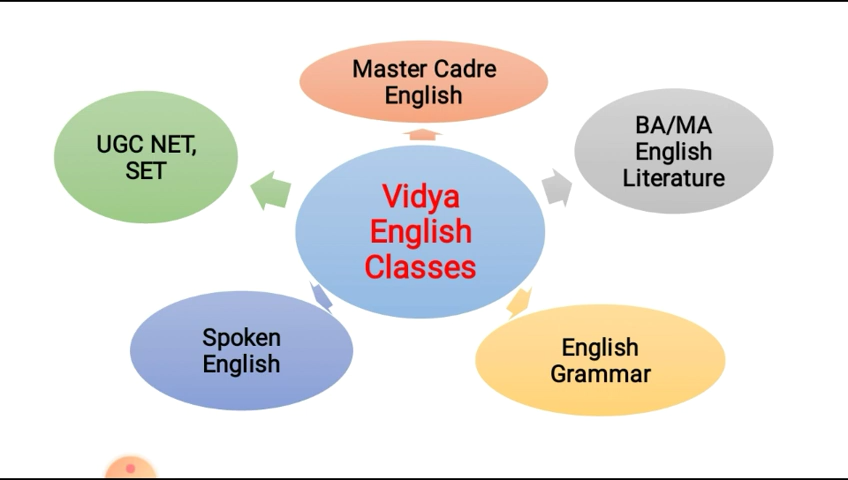 Master Cadre
English
UGC NET,
SET
BA/MA
English
Literature
Vidya
English
Classes
Spoken
English
English
Grammar